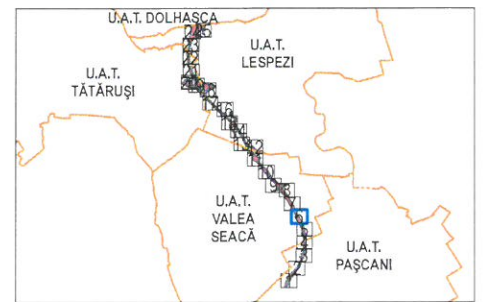 U.A.T. DOLHASCA
U.A.T.
LESPEZI
U.A.T.
TĂTĂRUȘI
U.A.T.
VALEA
SEACĂ
U.A.T.
PAȘCANI